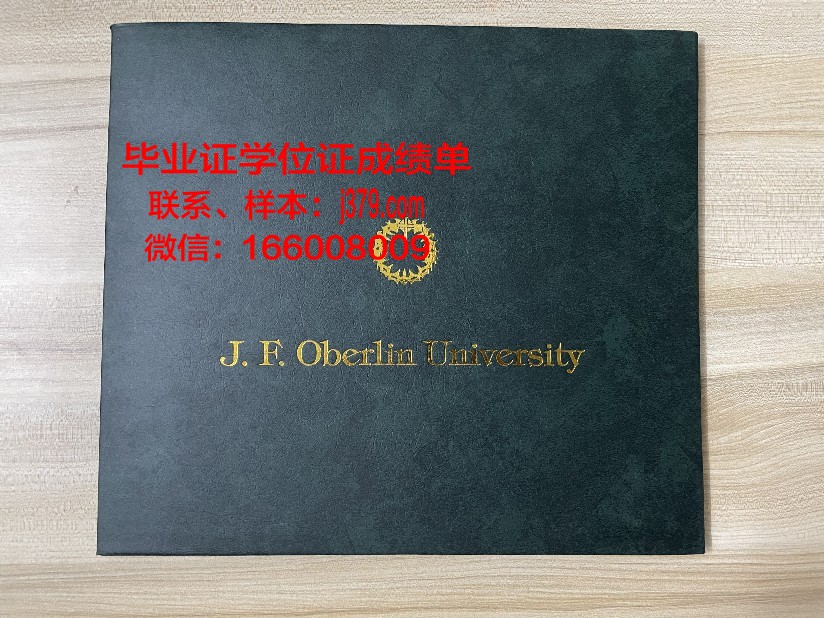 毕业证学位证成绩单
联系、样本：j379.com
微信：166008009
J. F. Oberlin University